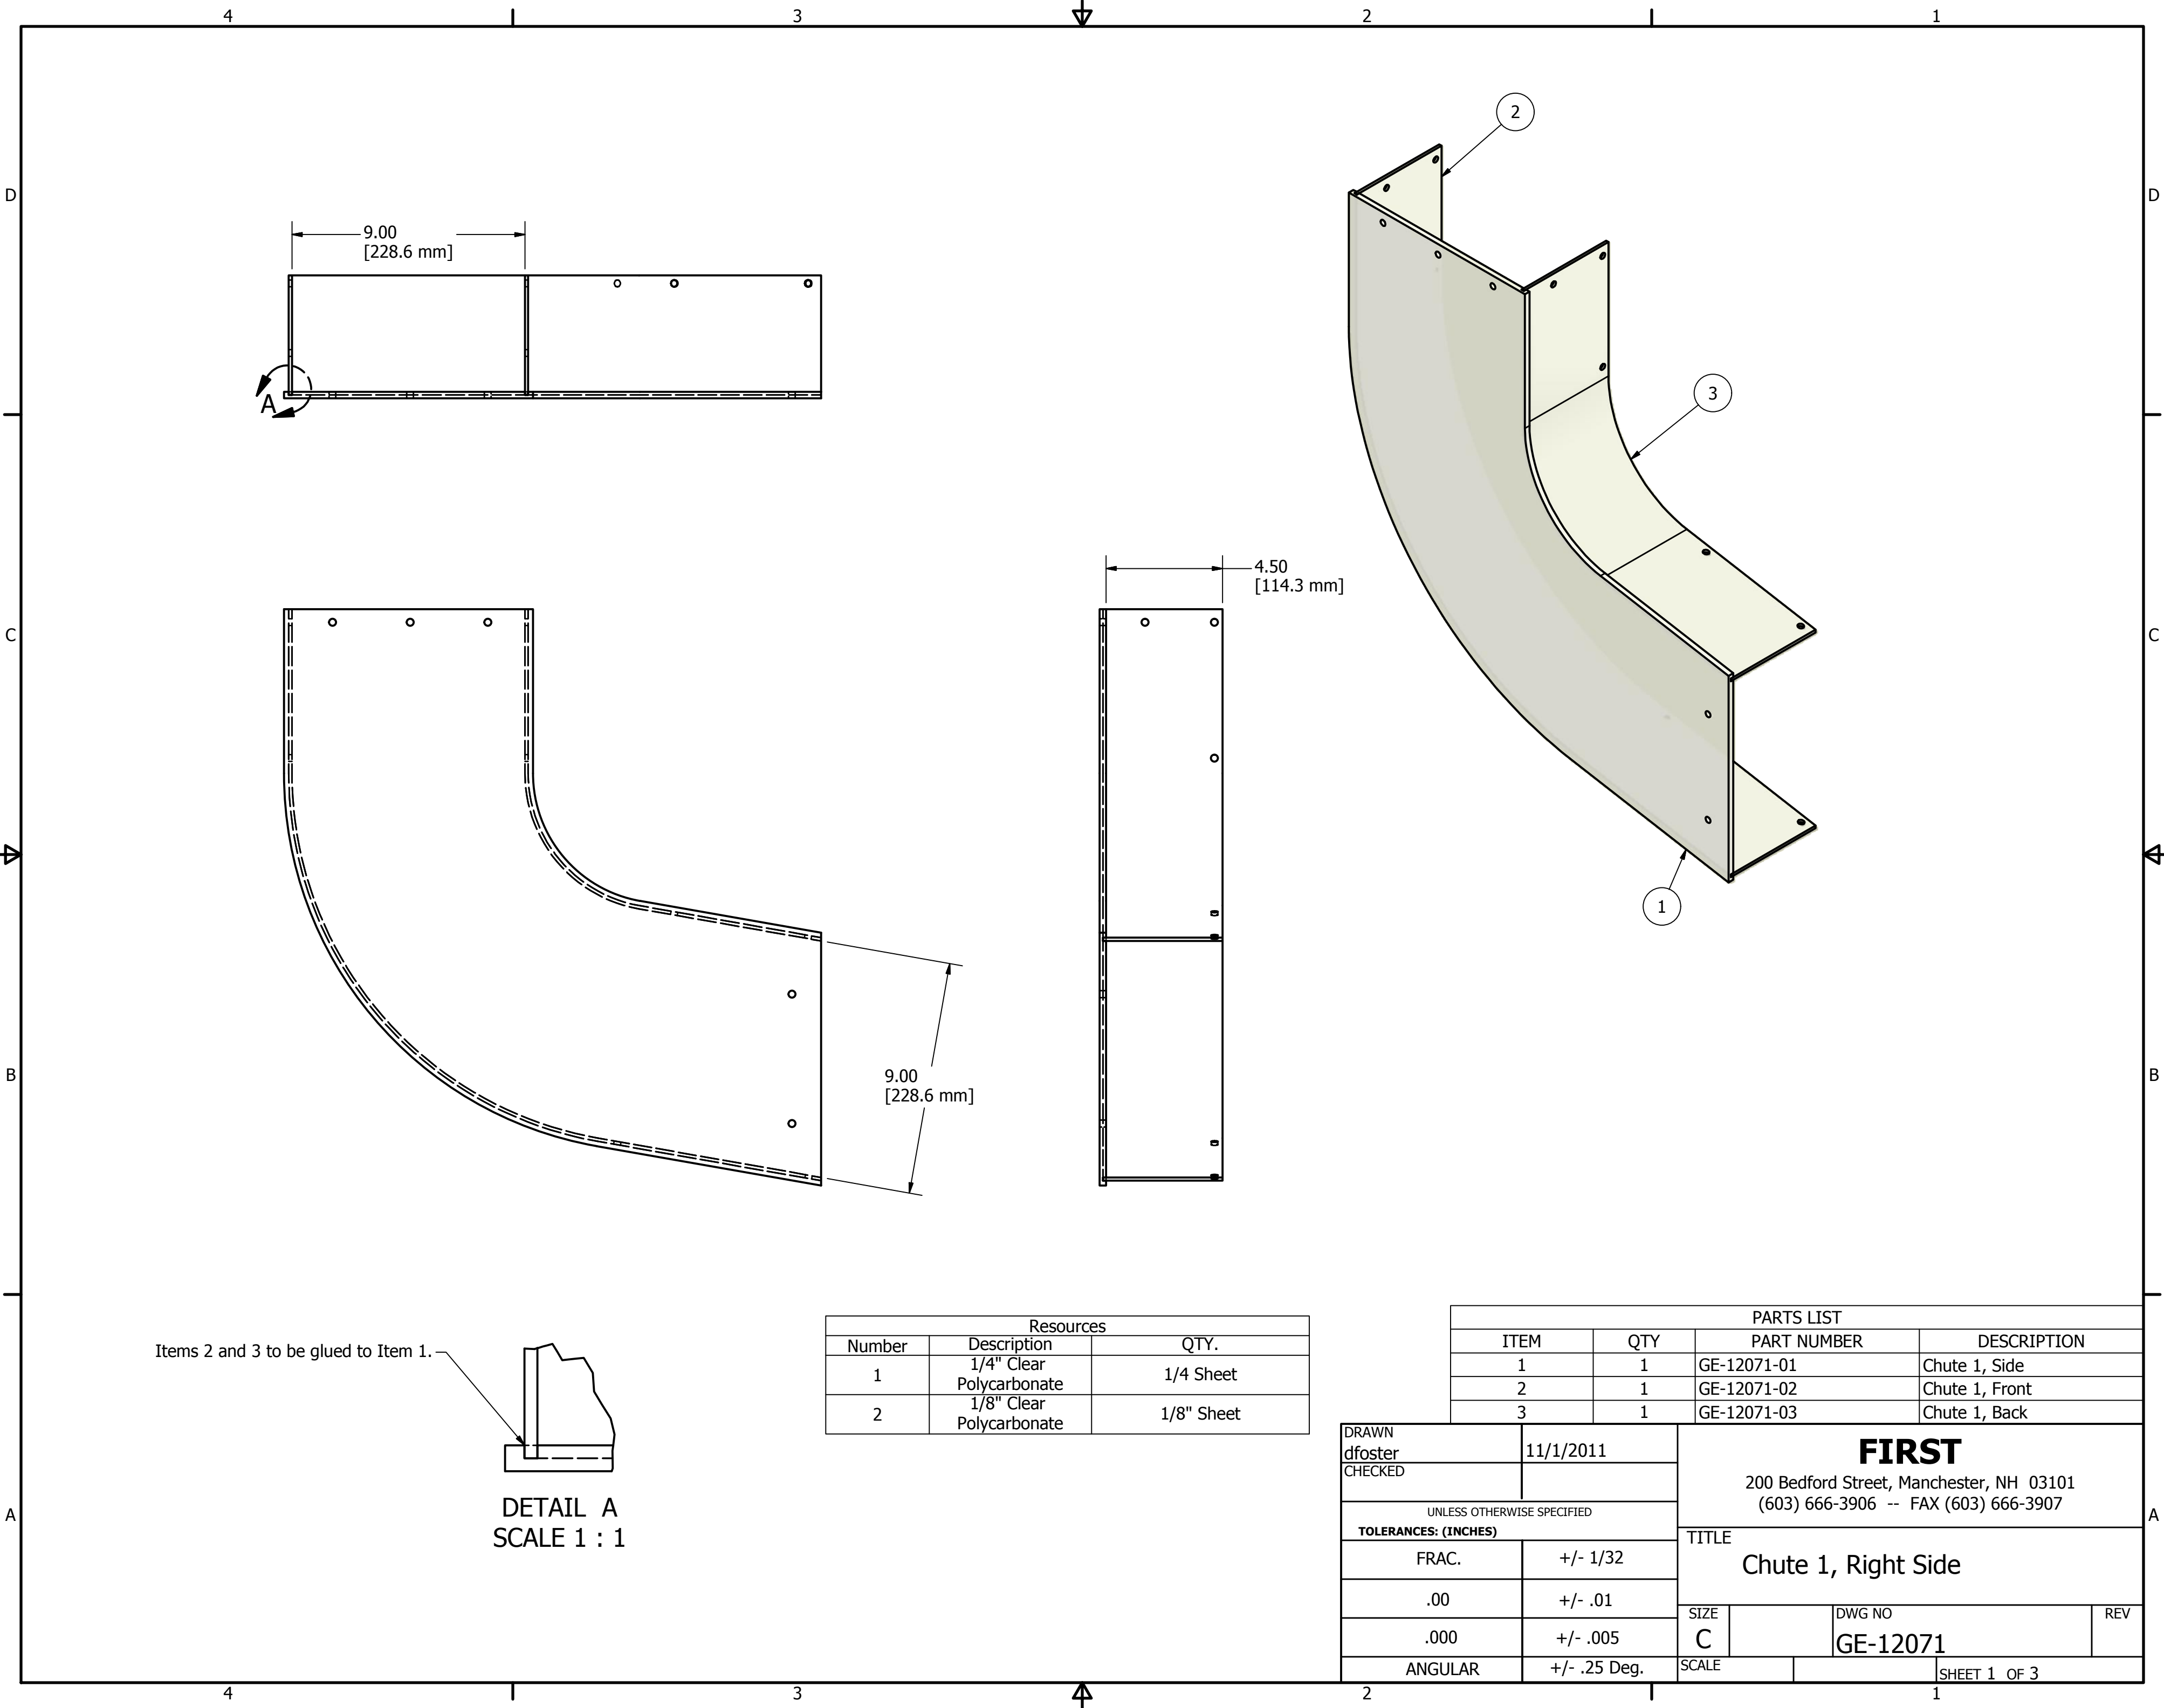 4 3 2 1
D D
C C
B B
A A
2
3
1
9.00
[228.6 mm]
A
4.50
[114.3 mm]
9.00
[228.6 mm]
Items 2 and 3 to be glued to Item 1.
DETAIL A
SCALE 1 : 1
Resources
Number Description QTY.
1 1/4" Clear Polycarbonate 1/4 Sheet
2 1/8" Clear Polycarbonate 1/8" Sheet
PARTS LIST
ITEM QTY PART NUMBER DESCRIPTION
1 1 GE-12071-01 Chute 1, Side
2 1 GE-12071-02 Chute 1, Front
3 1 GE-12071-03 Chute 1, Back
DRAWN
dfoster 11/1/2011
CHECKED
UNLESS OTHERWISE SPECIFIED
TOLERANCES: (INCHES)
FRAC. +/- 1/32
.00 +/- .01
.000 +/- .005
ANGULAR +/- .25 Deg.
FIRST
200 Bedford Street, Manchester, NH 03101
(603) 666-3906 -- FAX (603) 666-3907
TITLE
Chute 1, Right Side
SIZE
C
DWG NO
GE-12071
REV
SCALE
SHEET 1 OF 3
4 3 2 1